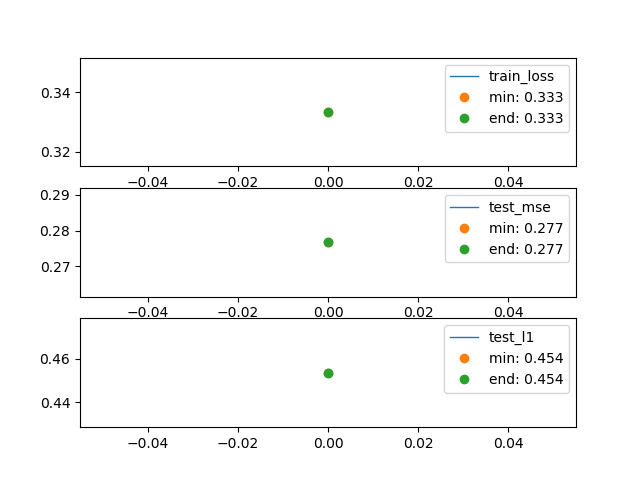 0.34
0.32
train_loss
min: 0.333
end: 0.333
−0.04 −0.02 0.00 0.02 0.04
0.29
0.28
0.27
test_mse
min: 0.277
end: 0.277
−0.04 −0.02 0.00 0.02 0.04
0.46
0.44
test_l1
min: 0.454
end: 0.454
−0.04 −0.02 0.00 0.02 0.04